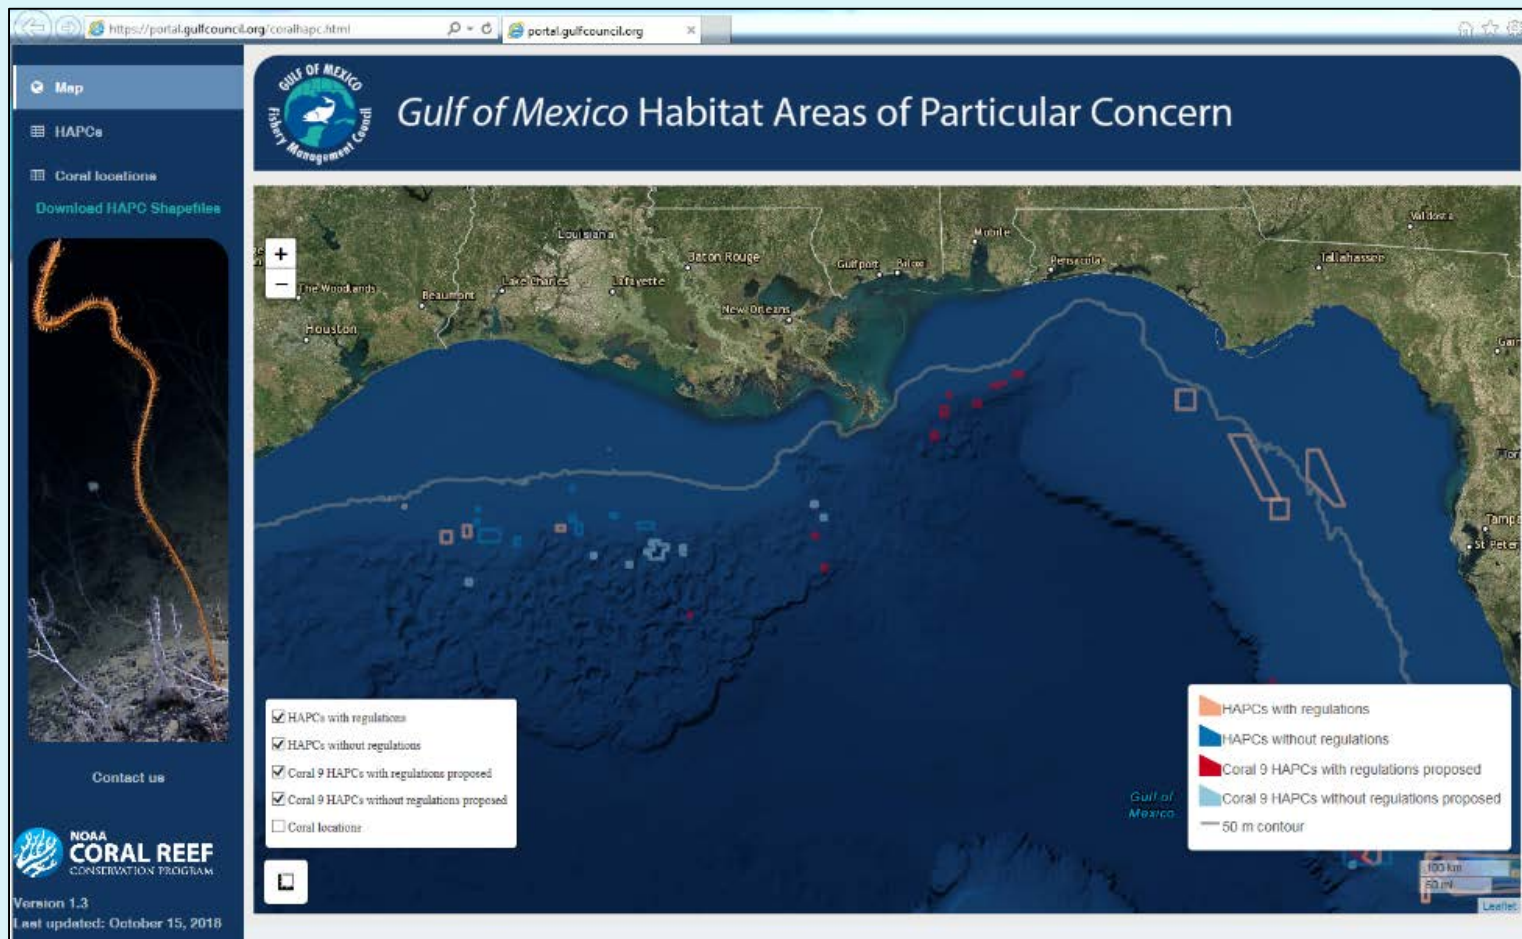 https://portal.gulfcouncil.org/coralhapc.html
portal.gulfcouncil.org
Map
HAPCs
Coral locations
Download HAPC Shapefiles
Contact us
NOAA
CORAL REEF
CONSERVATION PROGRAM
Version 1.3
Last updated: October 15, 2018
GULF OF MEXICO
Fishery Management Council
Gulf of Mexico Habitat Areas of Particular Concern
+
−
Louisiana
Mobile
Valdosta
Baton Rouge
Gulfport
Biloxi
Pensacola
Tallahassee
The Woodlands
Beaumont
Lake Charles
Lafayette
New Orleans
Houston
Gain
Flor
Tampa
St Peter
HAPCs with regulations
HAPCs without regulations
Coral 9 HAPCs with regulations proposed
Coral 9 HAPCs without regulations proposed
Coral locations
Gulf of
Mexico
HAPCs with regulations
HAPCs without regulations
Coral 9 HAPCs with regulations proposed
Coral 9 HAPCs without regulations proposed
50 m contour
100 km
50 mi
Leaflet